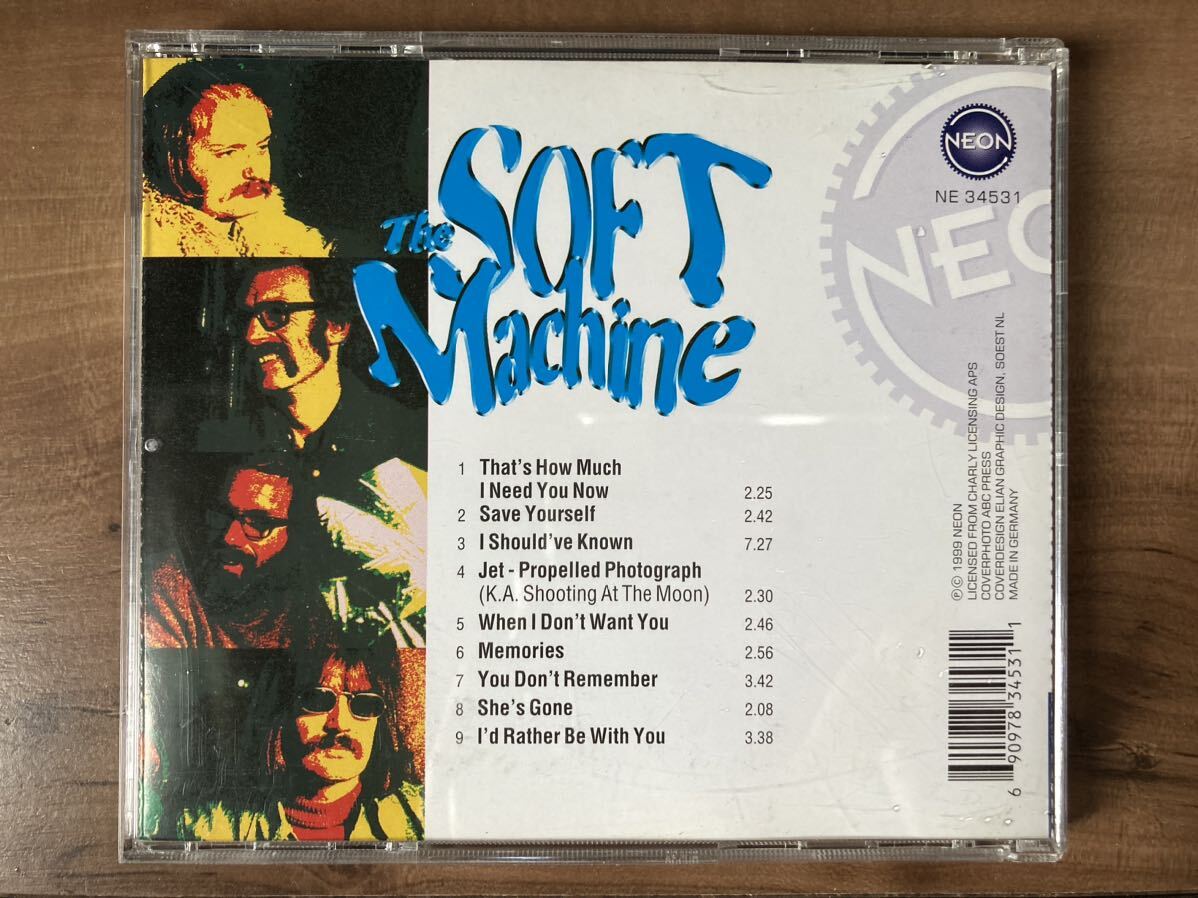 The SOFT
Machine
NEON
NE 34531
NEO
1 That's How Much
I Need You Now 2.25
2 Save Yourself 2.42
3 I Should've Known 7.27
4 Jet - Propelled Photograph
(K.A. Shooting At The Moon) 2.30
5 When I Don't Want You 2.46
6 Memories 2.56
7 You Don't Remember 3.42
8 She's Gone 2.08
9 I'd Rather Be With You 3.38
℗© 1999 NEON
LICENSED FROM CHARLY LICENSING APS
COVERPHOTO ABC PRESS
COVERDESIGN ELIAN GRAPHIC DESIGN, SOEST NL
MADE IN GERMANY
6 90978 34531 1